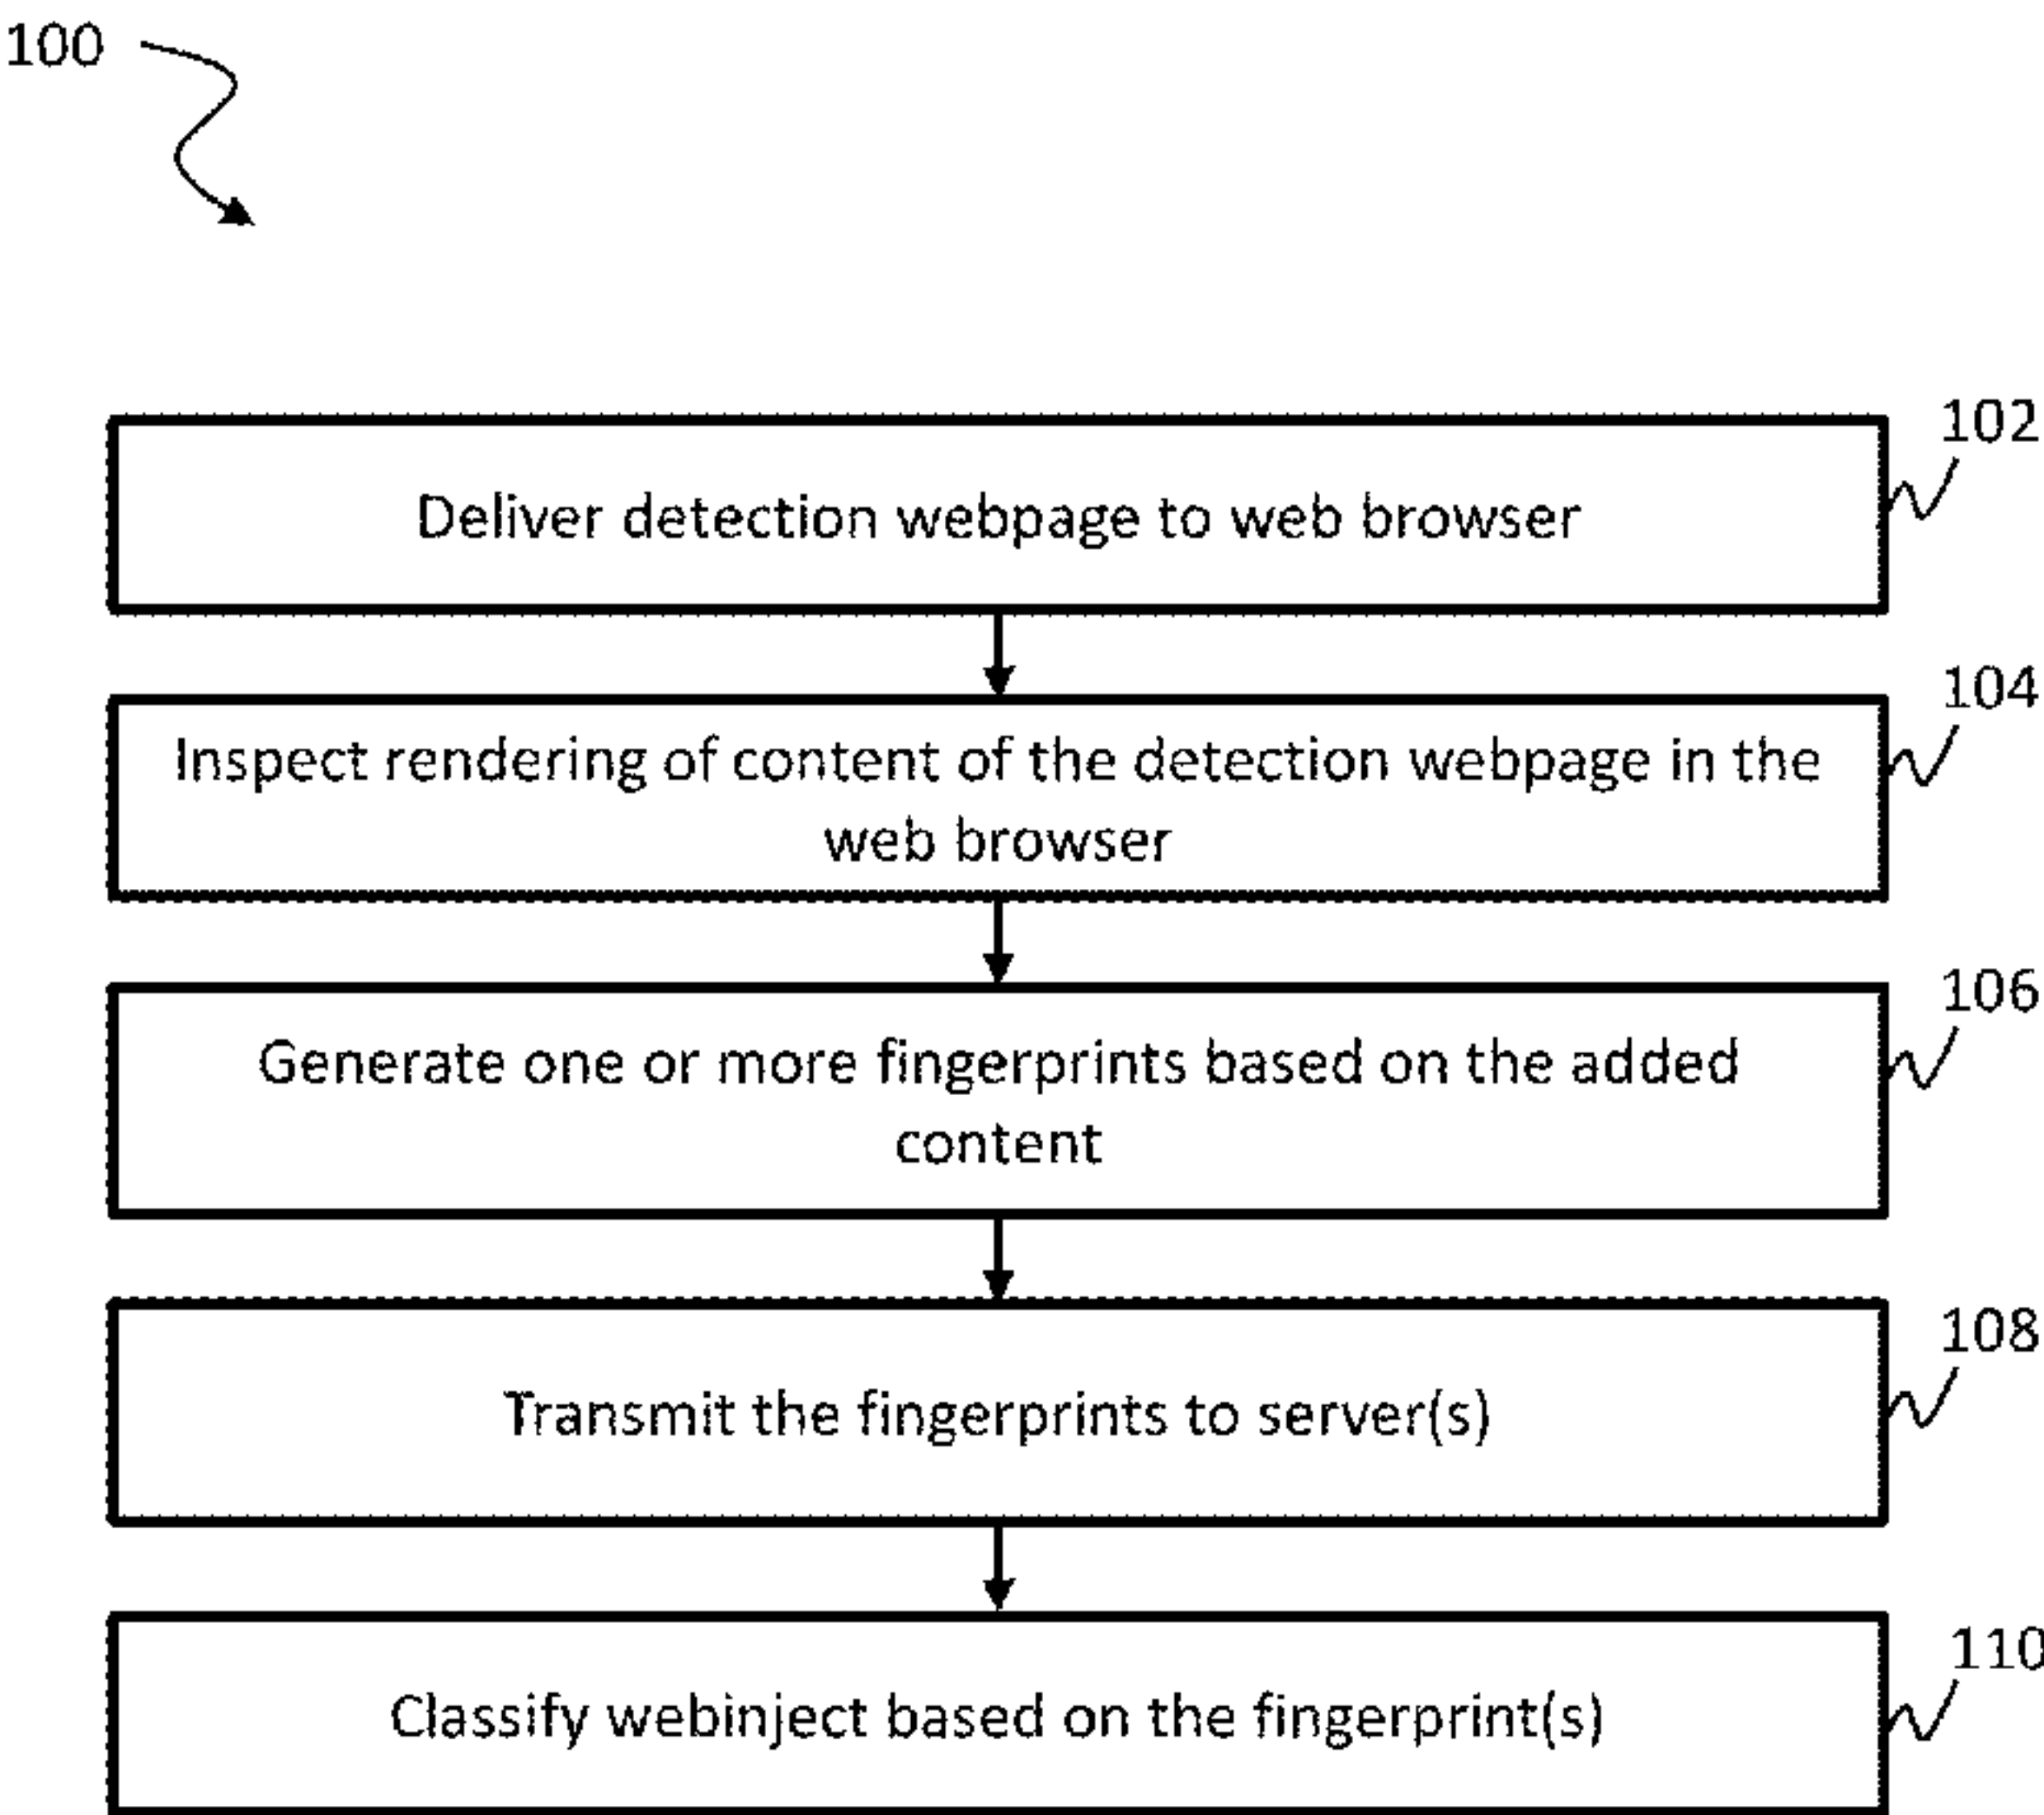 100
102
Deliver detection webpage to web browser
104
Inspect rendering of content of the detection webpage in the
web browser
106
Generate one or more fingerprints based on the added
content
108
Transmit the fingerprints to server(s)
110
Classify webinject based on the fingerprint(s)